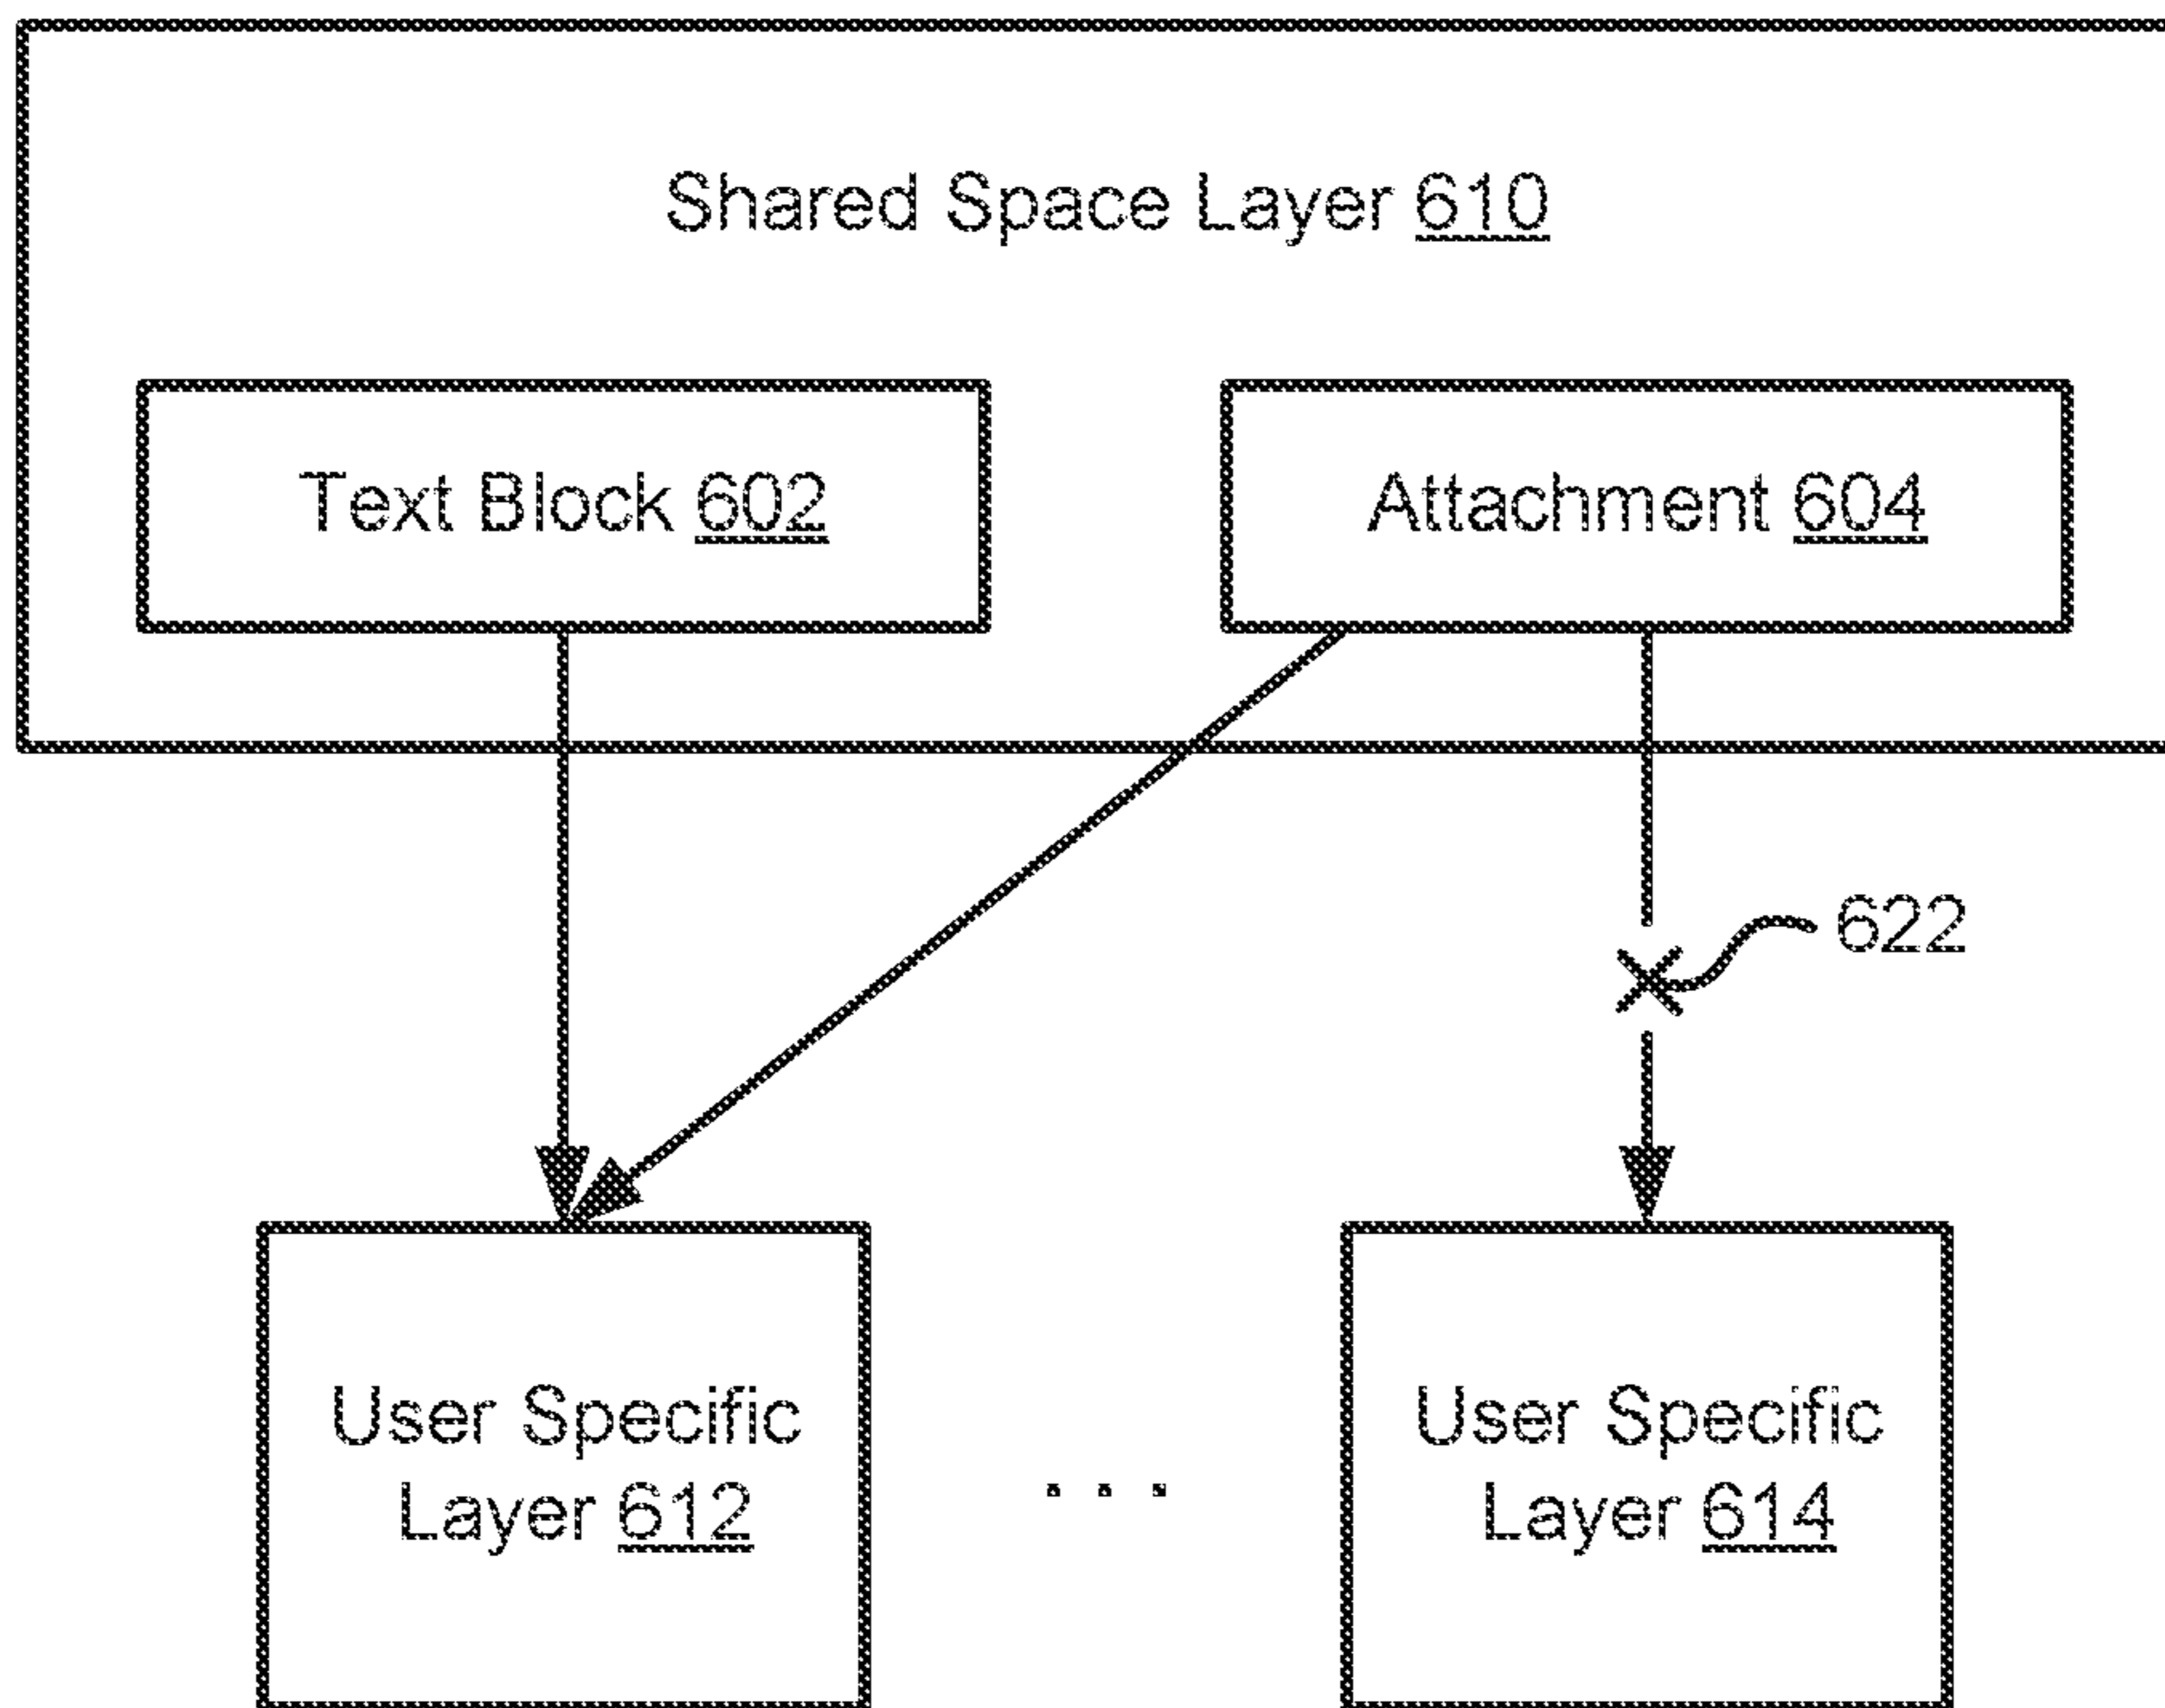 Shared Space Layer 610
Text Block 602
Attachment 604
622
User Specific
Layer 612
. . .
User Specific
Layer 614